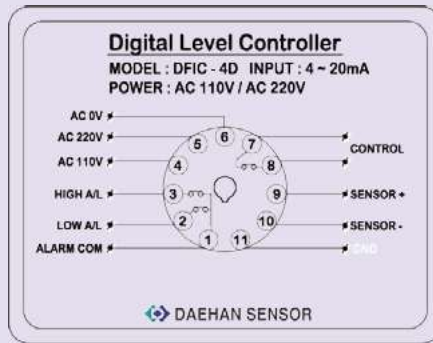 Digital Level Controller
MODEL : DFIC - 4D INPUT : 4 ~ 20mA
POWER : AC 110V / AC 220V
AC 0V
AC 220V
AC 110V
HIGH A/L
LOW A/L
ALARM COM
6
5
7
4
8
3
9
2
10
1
11
CONTROL
SENSOR +
SENSOR -
GND
DAEHAN SENSOR